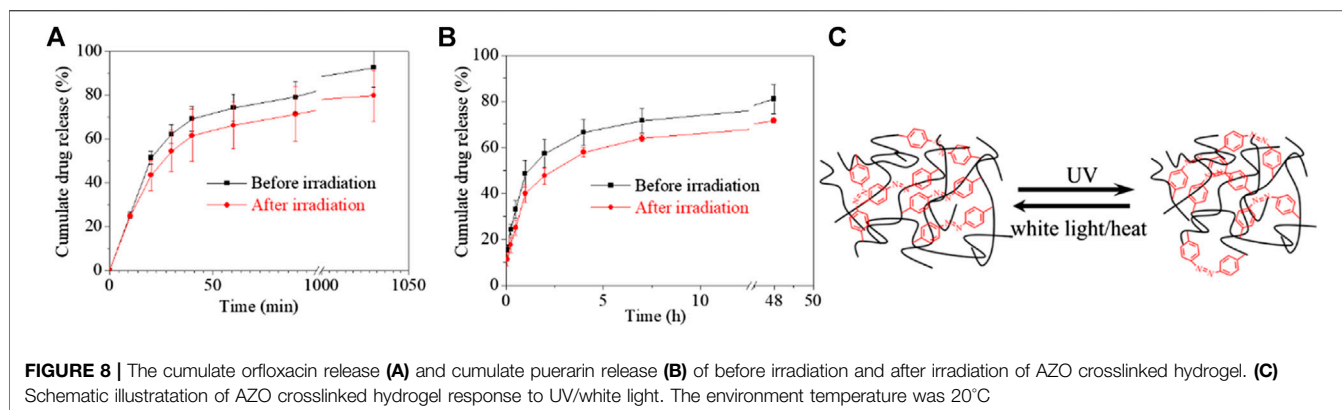 A
Cumulate drug release (%)
100
80
60
40
20
0
Before irradiation
After irradiation
0
50
1000
1050
Time (min)
B
Cumulate drug release (%)
100
80
60
40
20
0
Before irradiation
After irradiation
0
5
10
48
50
Time (h)
C
UV
white light/heat
FIGURE 8 | The cumulate orfloxacin release (A) and cumulate puerarin release (B) of before irradiation and after irradiation of AZO crosslinked hydrogel. (C)
Schematic illustratation of AZO crosslinked hydrogel response to UV/white light. The environment temperature was 20°C